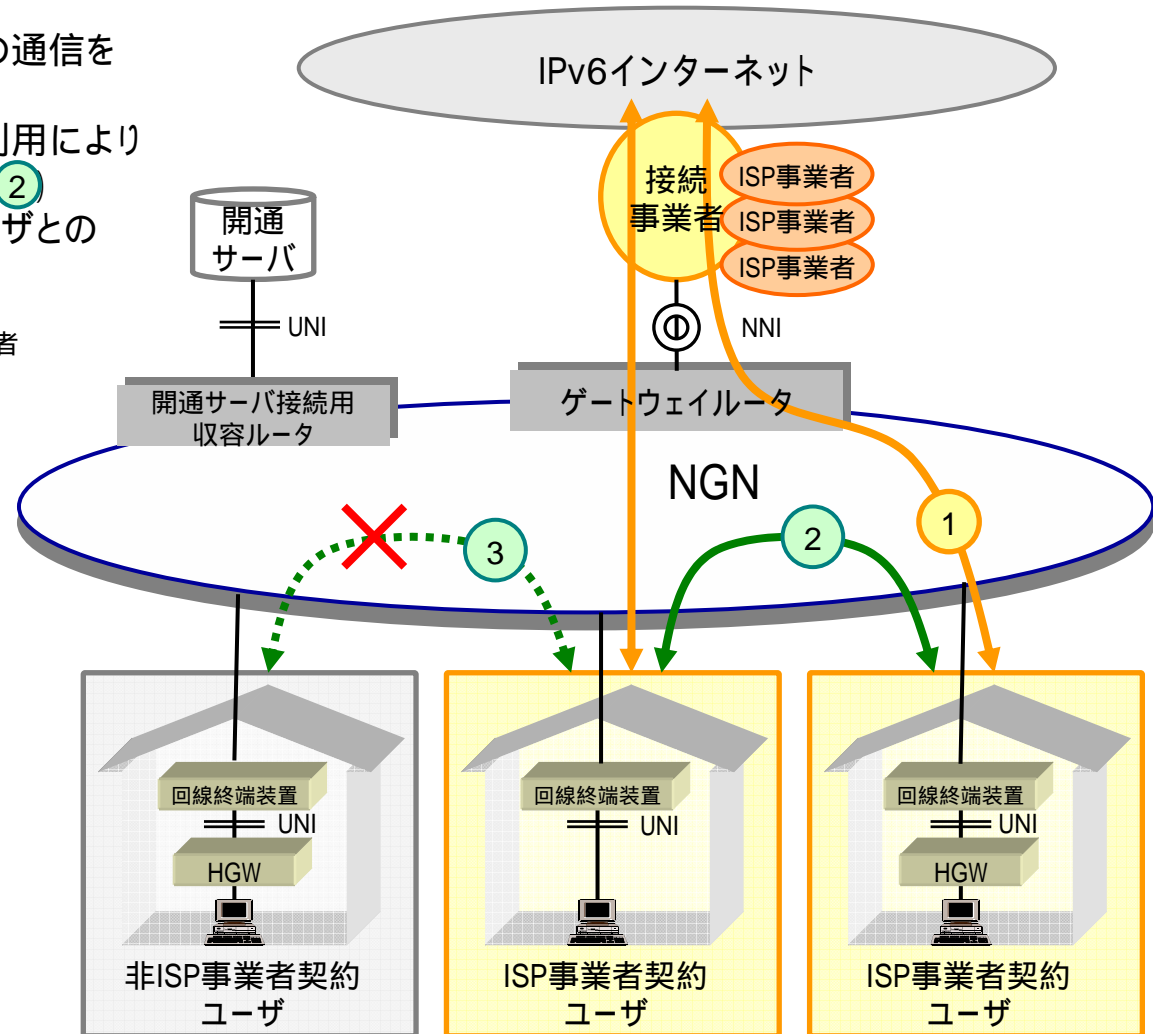 の通信を
利用により
2)
ザとの
者
IPv6インターネット
接続
事業者
ISP事業者
ISP事業者
ISP事業者
開通
サーバ
UNI
NNI
開通サーバ接続用
収容ルータ
ゲートウェイルータ
NGN
1
2
3
回線終端装置
UNI
HGW
非ISP事業者契約
ユーザ
回線終端装置
UNI
ISP事業者契約
ユーザ
回線終端装置
UNI
HGW
ISP事業者契約
ユーザ